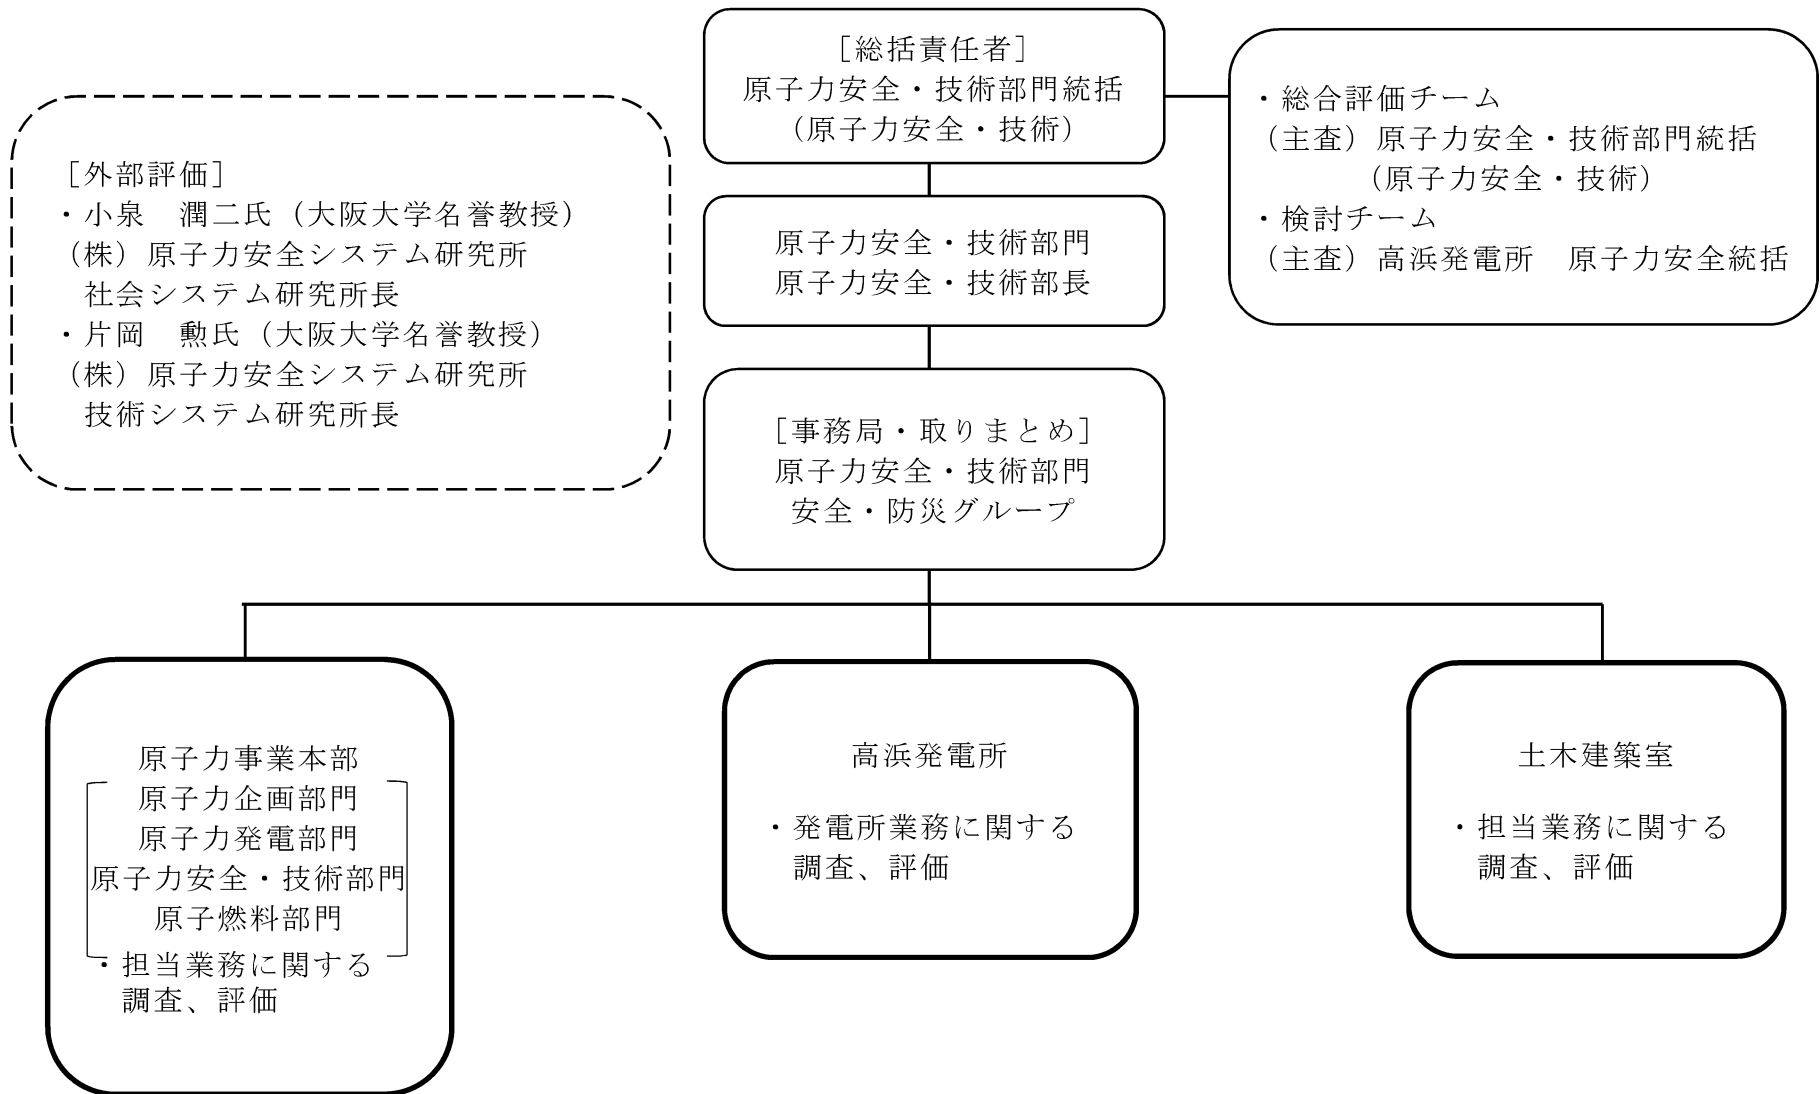 ［総括責任者］
原子力安全・技術部門統括
（原子力安全・技術）
・総合評価チーム
（主査）原子力安全・技術部門統括
（原子力安全・技術）
・検討チーム
（主査）高浜発電所　原子力安全統括
［外部評価］
・小泉　潤二氏（大阪大学名誉教授）
（株）原子力安全システム研究所
社会システム研究所長
・片岡　勲氏（大阪大学名誉教授）
（株）原子力安全システム研究所
技術システム研究所長
原子力安全・技術部門
原子力安全・技術部長
［事務局・取りまとめ］
原子力安全・技術部門
安全・防災グループ
原子力事業本部
原子力企画部門
原子力発電部門
原子力安全・技術部門
原子燃料部門
・担当業務に関する
調査、評価
高浜発電所
・発電所業務に関する
調査、評価
土木建築室
・担当業務に関する
調査、評価